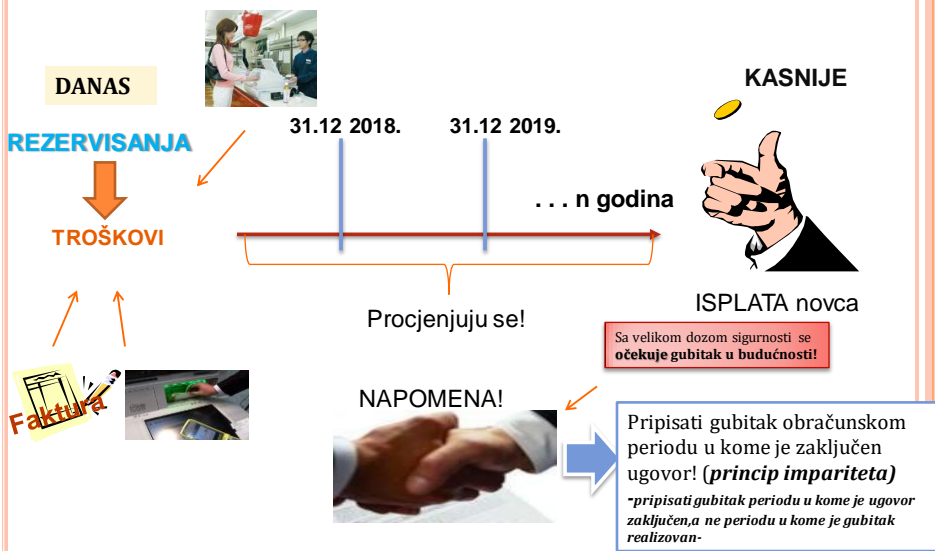 DANAS
REZERVISANJA
TROŠKOVI
31.12 2018.
31.12 2019.
. . . n godina
KASNIJE
Procjenjuju se!
ISPLATA novca
Sa velikom dozom sigurnosti se
očekuje gubitak u budućnosti!
Faktura
NAPOMENA!
Pripisati gubitak obračunskom
periodu u kome je zaključen
ugovor! (princip impariteta)
-pripisati gubitak periodu u kome je ugovor
zaključen,a ne periodu u kome je gubitak
realizovan-